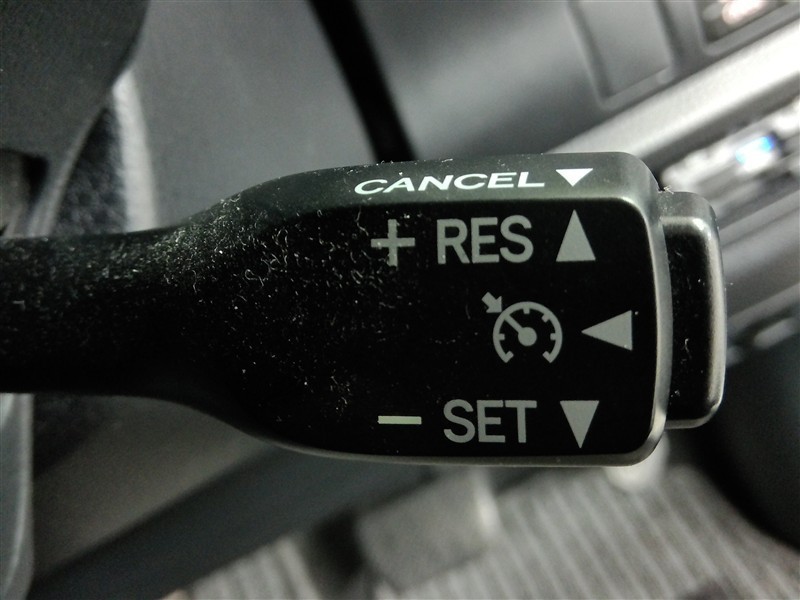 CANCEL ▼
+ RES ▲
◀
− SET ▼